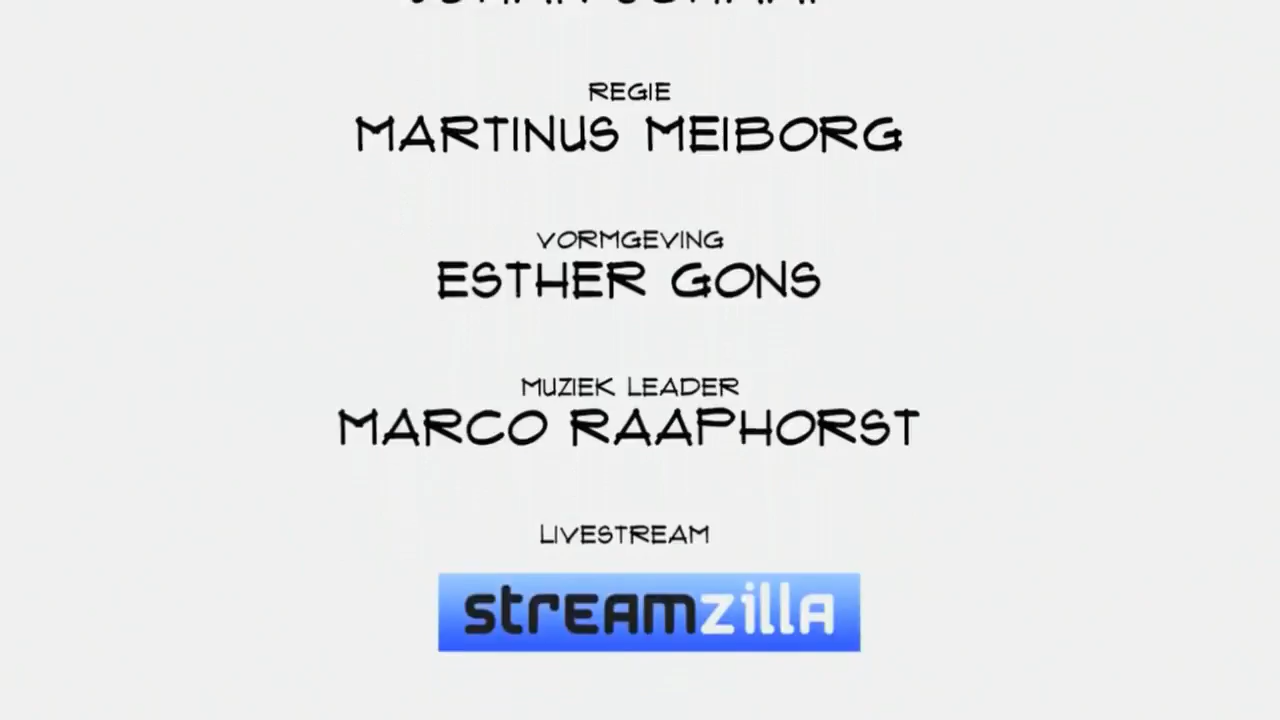 REGIE
MARTINUS MEIBORG
VORMGEVING
ESTHER GONS
MUZIEK LEADER
MARCO RAAPHORST
LIVESTREAM
streamzilla